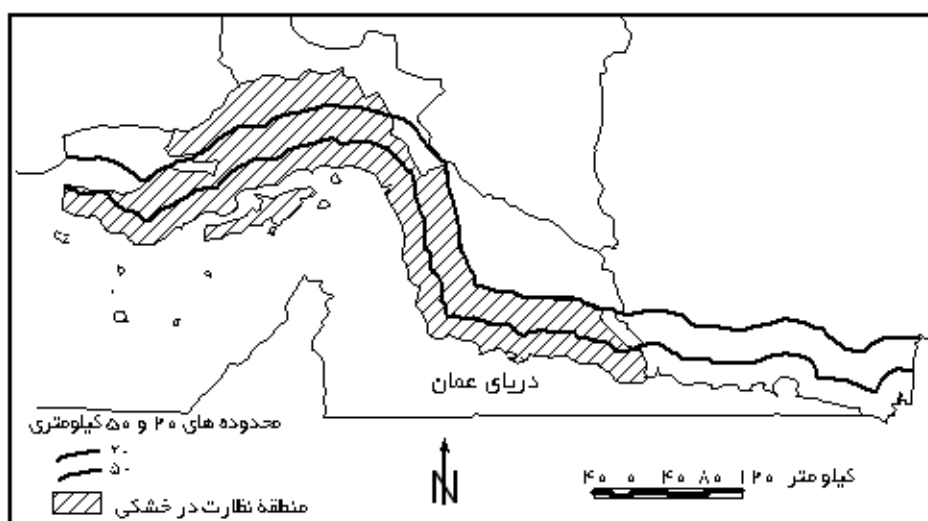 دریای عمان
محدوده های ۲۰ و ۵۰ کیلومتری
۲۰
۵۰
منطقهٔ نظارت در خشکی
N
۴۰ ۰ ۴۰ ۸۰ ۱۲۰ کیلومتر